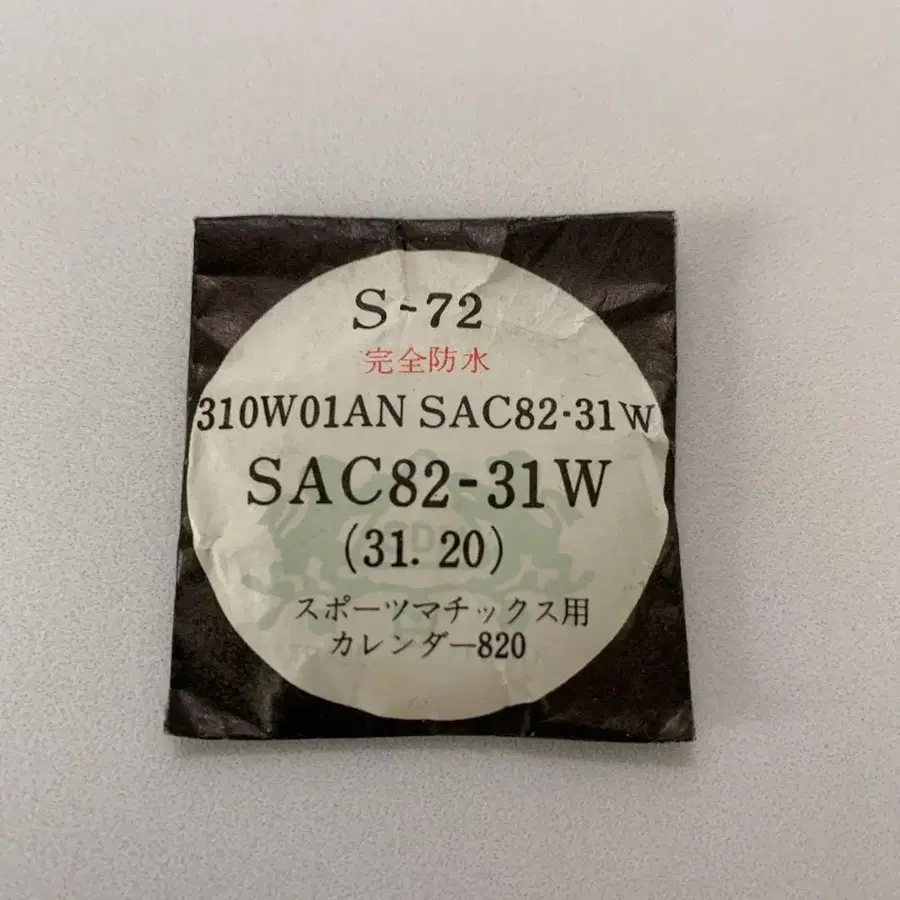 S-72
完全防水
310W01AN SAC82-31W
SAC82-31W
(31. 20)
スポーツマチックス用
カレンダー820